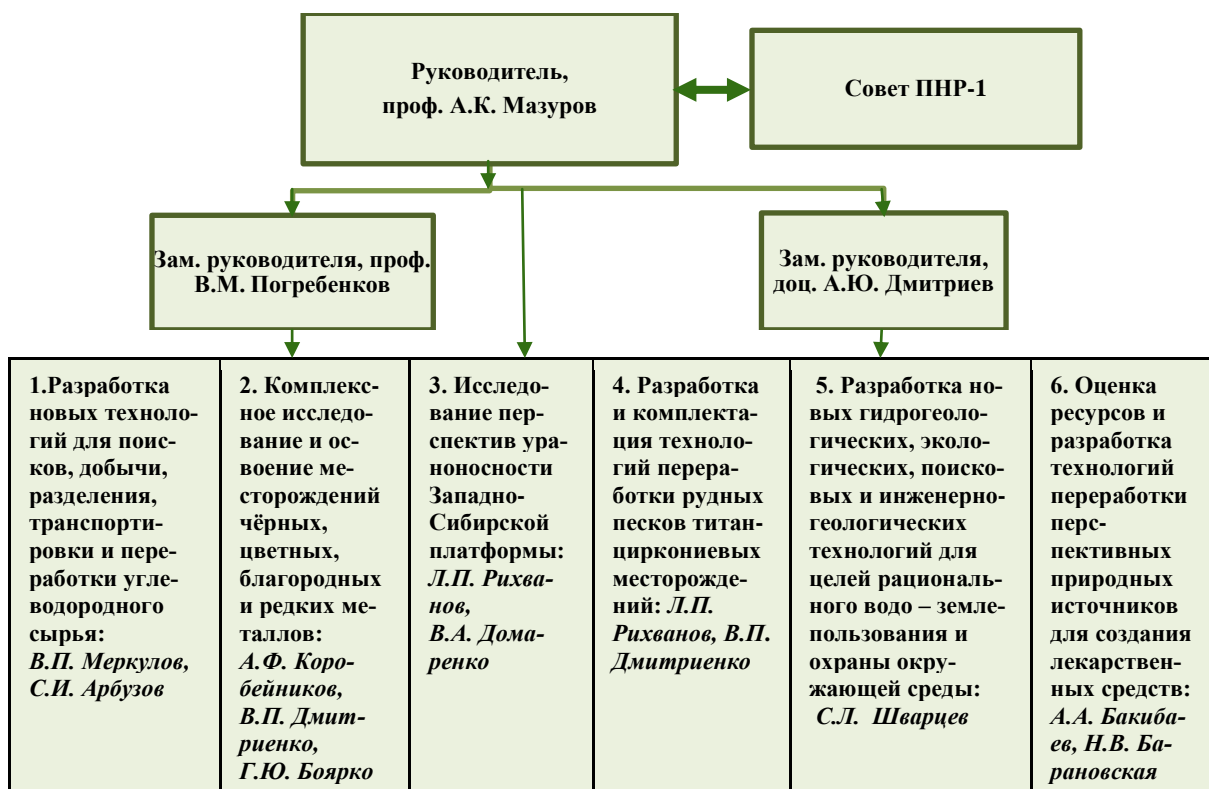 Руководитель,
проф. А.К. Мазуров
Совет ПНР-1
Зам. руководителя, проф.
В.М. Погребенков
Зам. руководителя,
доц. А.Ю. Дмитриев
1.Разработка
новых техноло-
гий для поис-
ков, добычи,
разделения,
транспорти-
ровки и пере-
работки угле-
водородного
сырья:
В.П. Меркулов,
С.И. Арбузов
2. Комплекс-
ное исследо-
вание и ос-
воение ме-
сторождений
чёрных,
цветных,
благородных
и редких ме-
таллов:
А.Ф. Коро-
бейников,
В.П. Дмит-
риенко,
Г.Ю. Боярко
3. Исследо-
вание пер-
спектив ура-
ноносности
Западно-
Сибирской
платформы:
Л.П. Рихва-
нов,
В.А. Дома-
ренко
4. Разработка
и комплекта-
ция техноло-
гий перера-
ботки рудных
песков титан-
циркониевых
месторожде-
ний: Л.П.
Рихванов, В.П.
Дмитриенко
5. Разработка но-
вых гидрогеоло-
гических, эколо-
гических, поиско-
вых и инженерно-
геологических
технологий для
целей рациональ-
ного водо – земле-
пользования и
охраны окру-
жающей среды:
С.Л. Шварцев
6. Оценка
ресурсов и
разработка
технологий
переработки
перс-
пективных
природных
источников
для создания
лекарствен-
ных средств:
А.А. Бакиба-
ев, Н.В. Ба-
рановская